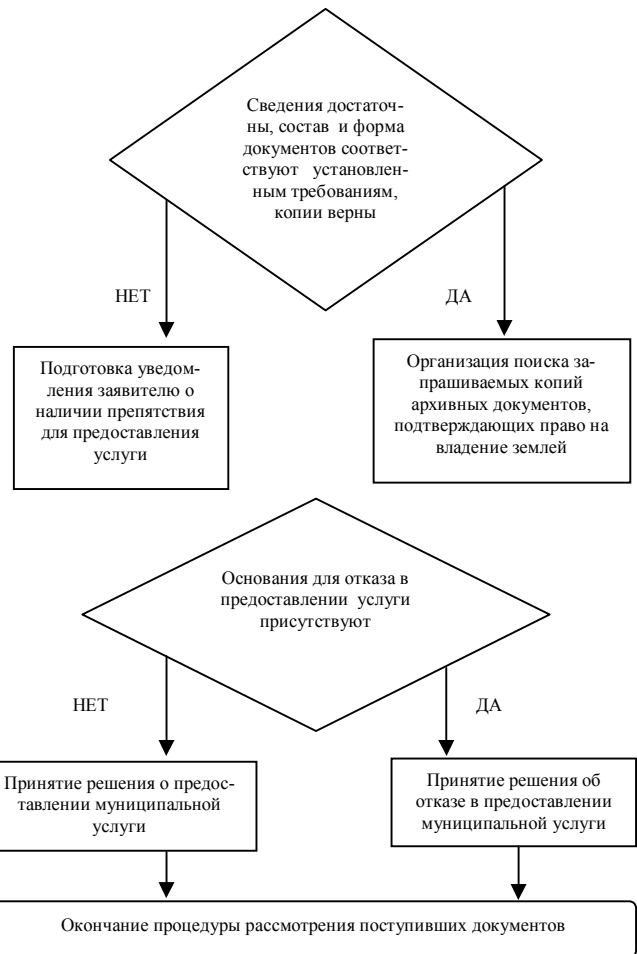 Сведения достаточ-
ны, состав и форма
документов соответ-
ствуют установлен-
ным требованиям,
копии верны
НЕТ
ДА
Подготовка уведом-
ления заявителю о
наличии препятствия
для предоставления
услуги
Организация поиска за-
прашиваемых копий
архивных документов,
подтверждающих право на
владение землей
Основания для отказа в
предоставлении услуги
присутствуют
НЕТ
ДА
Принятие решения о предос-
тавлении муниципальной
услуги
Принятие решения об
отказе в предоставлении
муниципальной услуги
Окончание процедуры рассмотрения поступивших документов